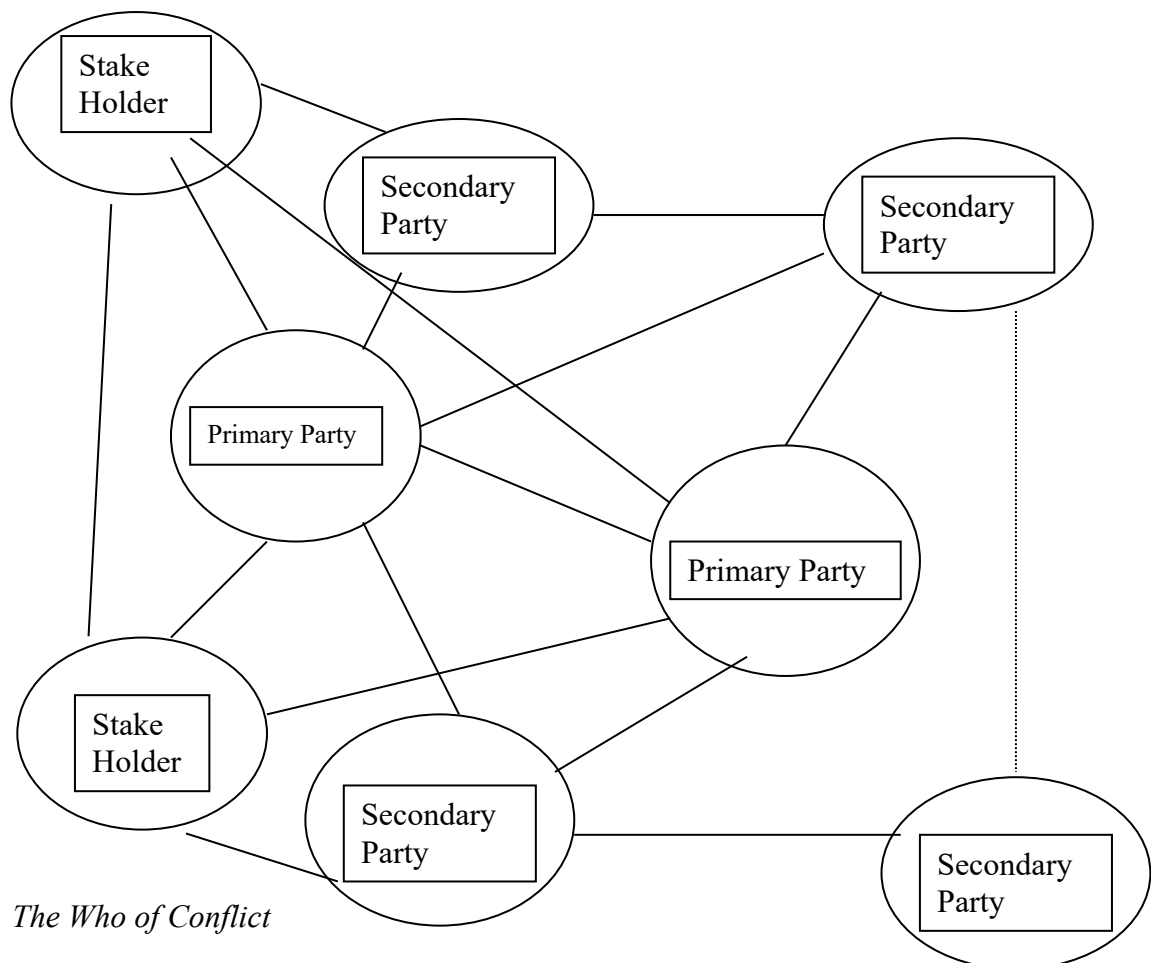 Stake
Holder
Secondary
Party
Secondary
Party
Primary Party
Primary Party
Stake
Holder
Secondary
Party
Secondary
Party
The Who of Conflict